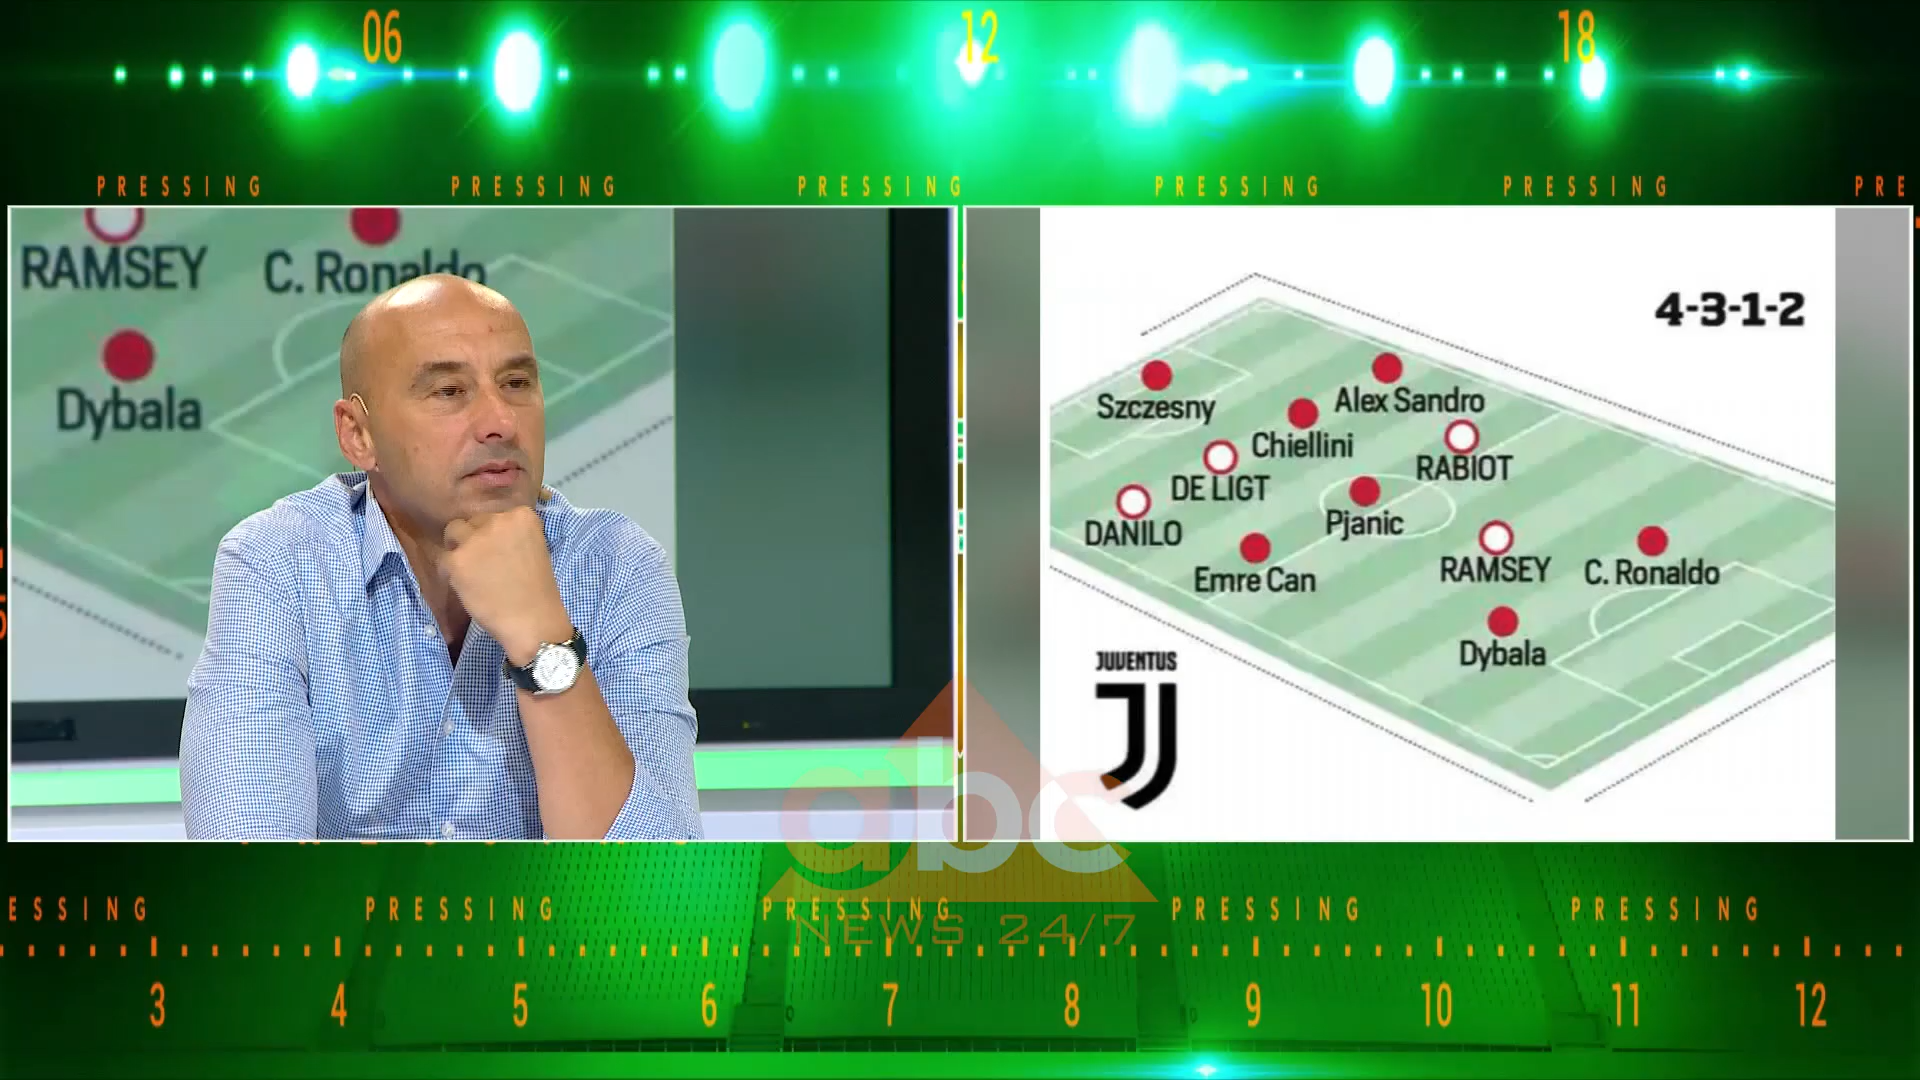 06 12 18
PRESSING PRESSING PRESSING PRESSING PRESSING PRE
RAMSEY
C. Ronaldo
Dybala
4-3-1-2
Szczesny
Alex Sandro
Chiellini
RABIOT
DE LIGT
DANILO
Pjanic
Emre Can
RAMSEY
C. Ronaldo
Dybala
JUVENTUS
abc
NEWS 24/7
ESSING PRESSING PRESSING PRESSING PRESSING
3 4 5 6 7 8 9 10 11 12